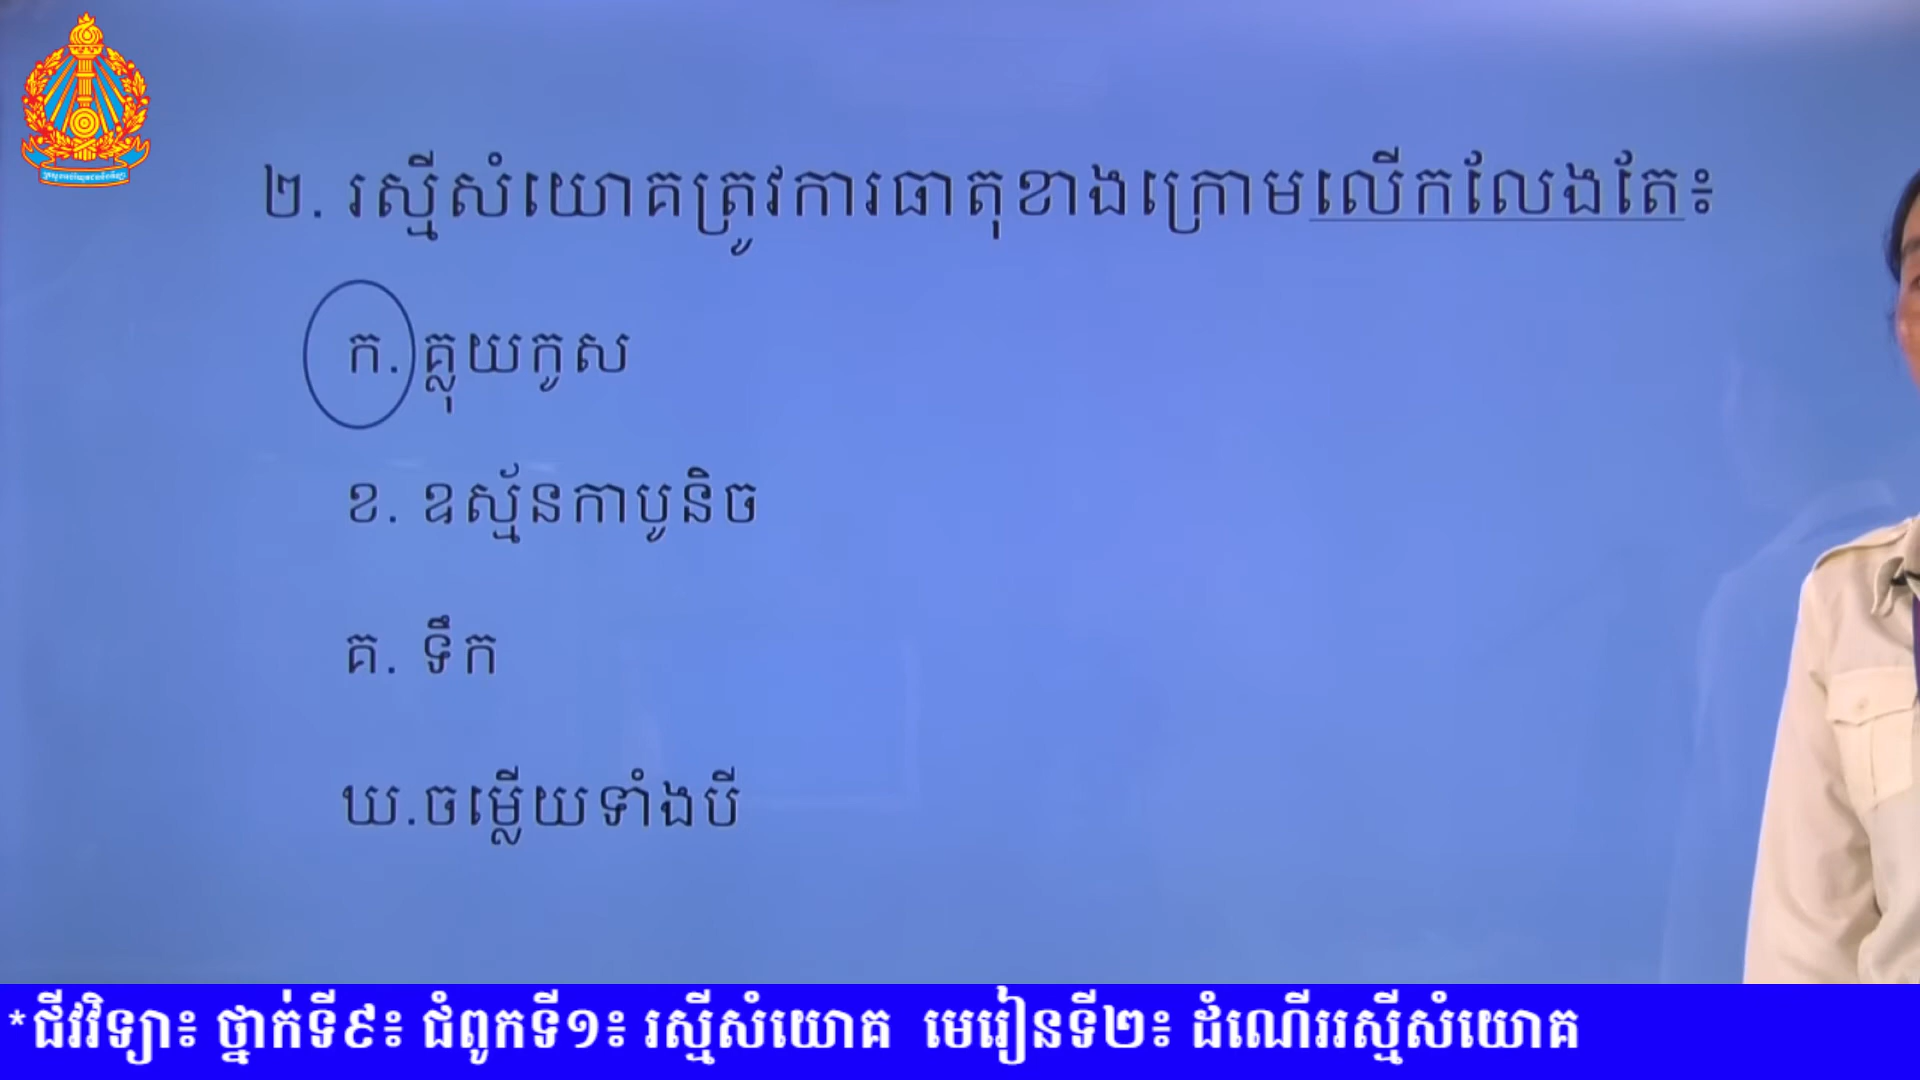 ២. រស្មីសំយោគត្រូវការធាតុខាងក្រោមលើកលែងតែ៖
ក. គ្លុយកូស
ខ. ឧស្ម័នកាបូនិច
គ. ទឹក
ឃ.ចម្លើយទាំងបី
*ជីវវិទ្យា៖ ថ្នាក់ទី៩៖ ជំពូកទី១៖ រស្មីសំយោគ មេរៀនទី២៖ ដំណើររស្មីសំយោគ